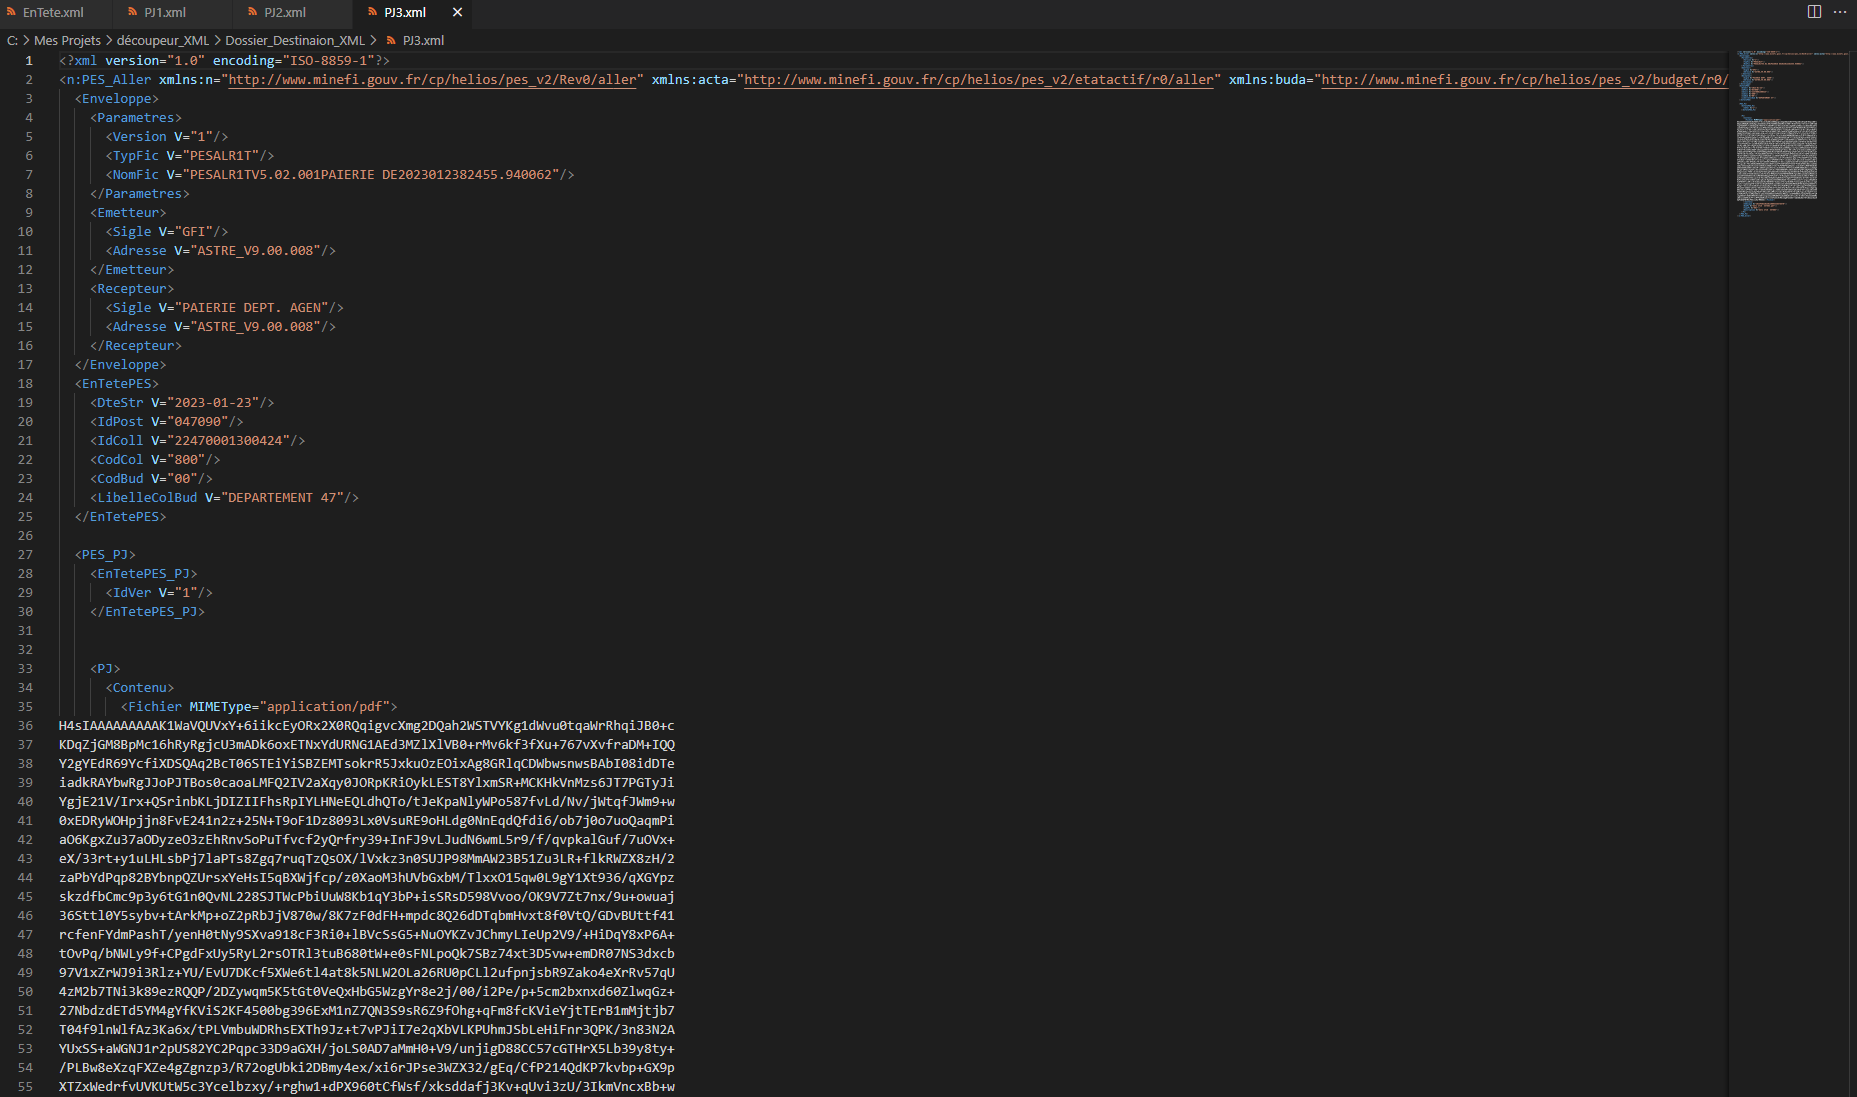 EnTete.xml PJ1.xml PJ2.xml PJ3.xml
C: > Mes Projets > découpeur_XML > Dossier_Destinaion_XML > PJ3.xml
1 <?xml version="1.0" encoding="ISO-8859-1"?>
2 <n:PES_Aller xmlns:n="http://www.minefi.gouv.fr/cp/helios/pes_v2/Rev0/aller" xmlns:acta="http://www.minefi.gouv.fr/cp/helios/pes_v2/etatactif/r0/aller" xmlns:buda="http://www.minefi.gouv.fr/cp/helios/pes_v2/budget/r0/
3 <Enveloppe>
4 <Parametres>
5 <Version V="1"/>
6 <TypFic V="PESALR1T"/>
7 <NomFic V="PESALR1TV5.02.001PAIERIE DE2023012382455.940062"/>
8 </Parametres>
9 <Emetteur>
10 <Sigle V="GFI"/>
11 <Adresse V="ASTRE_V9.00.008"/>
12 </Emetteur>
13 <Recepteur>
14 <Sigle V="PAIERIE DEPT. AGEN"/>
15 <Adresse V="ASTRE_V9.00.008"/>
16 </Recepteur>
17 </Enveloppe>
18 <EnTetePES>
19 <DteStr V="2023-01-23"/>
20 <IdPost V="047090"/>
21 <IdColl V="22470001300424"/>
22 <CodCol V="800"/>
23 <CodBud V="00"/>
24 <LibelleColBud V="DEPARTEMENT 47"/>
25 </EnTetePES>
26
27 <PES_PJ>
28 <EnTetePES_PJ>
29 <IdVer V="1"/>
30 </EnTetePES_PJ>
31
32
33 <PJ>
34 <Contenu>
35 <Fichier MIMEType="application/pdf">
36 H4sIAAAAAAAAAK1WaVQUVxY+6iikcEyORx2X0RQqigvcXmg2DQah2WSTVYKg1dWvu0tqaWrRhqiJB0+c
37 KDqZjGM8BpMc16hRyRgjcU3mADk6oxETNxYdURNG1AEd3MZlXlVB0+rMv6kf3fXu+767vXvfraDM+IQQ
38 Y2gYEdR69YcfiXDSQAq2BcT06STEiYiSBZEMTsokrR5JxkuOzEOixAg8GRlqCDWbwsnwsBAbI08idDTe
39 iadkRAYbwRgJJoPJTBos0caoaLMFQ2IV2aXqy0JORpKRiOykLEST8YlxmSR+MCKHkVnMzs6JT7PGTyJi
40 YgjE21V/Irx+QSrinbKLjDIZIIFhsRpIYLHNeEQLdhQTo/tJeKpaNlyWPo587fvLd/Nv/jWtqfJWm9+w
41 0xEDRyWOHpjjn8FvE241n2z+25N+T9oF1Dz8093Lx0VsuRE9oHLdg0NnEqdQfdi6/ob7j0o7uoQaqmPi
42 aO6KgxZu37aODyzeO3zEhRnvSoPuTfvcf2yQrfry39+InFJ9vLJudN6wmL5r9/f/qvpkalGuf/7uOVx+
43 eX/33rt+y1uLHLsbPj7laPTs8Zgq7ruqTzQsOX/lVxkz3n0SUJP98MmAW23B51Zu3LR+flkRWZX8zH/2
44 zaPbYdPqp82BYbnpQZUrsxYeHsI5qBXWjfcp/z0XaoM3hUVbGxbM/TlxxO15qw0L9gY1Xt936/qXGYpz
45 skzdfbCmc9p3y6tG1n0QvNL228SJTWcPbiUuW8Kb1qY3bP+isSRsD598Vvoo/OK9V7Zt7nx/9u+owuaj
46 36Sttl0Y5sybv+tArkMp+oZ2pRbJjV870w/8K7zF0dFH+mpdc8Q26dDTqbmHvxt8f0VtQ/GDvBUttf41
47 rcfenFYdmPashT/yenH0tNy9SXva918cF3Ri0+lBVcSsG5+NuOYKZvJChmyLIeUp2V9/+HiDqY8xP6A+
48 tOvPq/bNWLy9f+CPgdFxUy5RyL2rsOTRl3tuB680tW+e0sFNLpoQk7SBz74xt3D5vw+emDR07NS3dxcb
49 97V1xZrWJ9i3Rlz+YU/EvU7DKcf5XWe6tl4at8k5NLW2OLa26RU0pCLl2ufpnjsbR9Zako4eXrRv57qU
50 4zM2b7TNi3k89ezRQQP/2DZywqm5K5tGt0VeQxHbG5WzgYr8e2j/00/i2Pe/p+5cm2bxnxd60ZlwqGz+
51 27NbdzdETd5YM4gYfKViS2KF4500bg396ExM1nZ7QN3S9sR6Z9fOhg+qFm8fcKVieYjtTErB1mMjtjb7
52 T04f9lnWlfAz3Ka6x/tPLVmbuWDRhsEXTh9Jz+t7vPJiI7e2qXbVLKPUhmJSbLeHiFnr3QPK/3n83N2A
53 YUxSS+aWGNJ1r2pUS82YC2Pqpc33D9aGXH/joLS0AD7aMmH0+V9/unjigD88CC57cGTHrX5Lb39y8ty+
54 /PLBw8eXzqFXZe4gZgnzp3/R72ogUbki2DBmy4ex/xi6rJPse3WZX32/gEq/CfP214QdKP7kvbp+GX9p
55 XTZxWedrfvUVKUtW5c3Ycelbzxy/+rghw1+dPX960tCfWsf/xksddafj3Kv+qUvi3zU/3IkmVncxBb+w